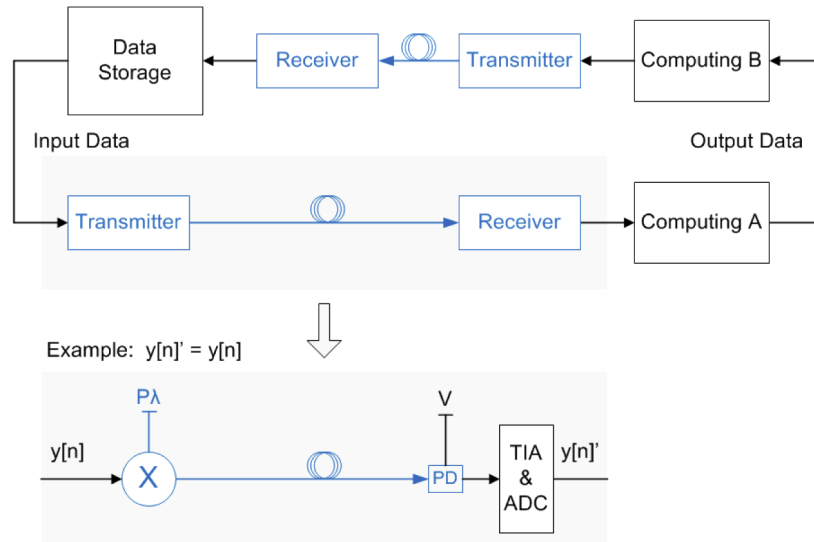 Data
Storage
Receiver
Transmitter
Computing B
Input Data
Output Data
Transmitter
Receiver
Computing A
Example:  y[n]' = y[n]
Pλ
V
y[n]
X
PD
TIA
&
ADC
y[n]'